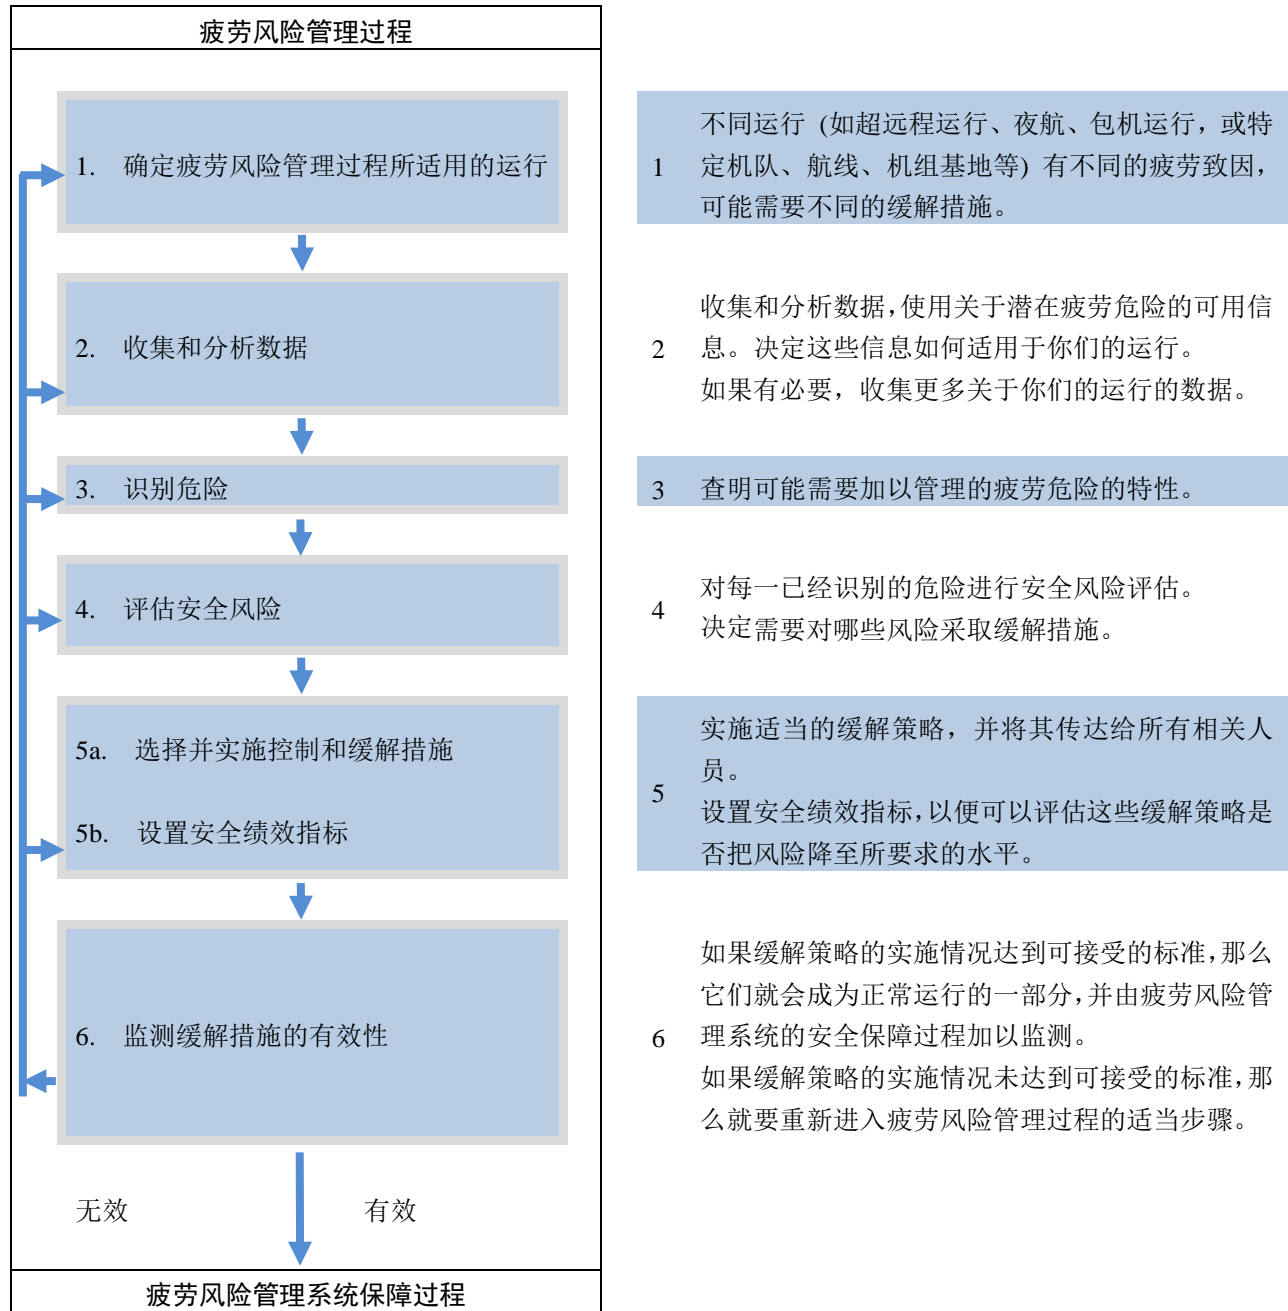 疲劳风险管理过程
1. 确定疲劳风险管理过程所适用的运行
2. 收集和分析数据
3. 识别危险
4. 评估安全风险
5a. 选择并实施控制和缓解措施
5b. 设置安全绩效指标
6. 监测缓解措施的有效性
无效 有效
疲劳风险管理系统保障过程
不同运行 (如超远程运行、夜航、包机运行，或特
1 定机队、航线、机组基地等) 有不同的疲劳致因，
可能需要不同的缓解措施。
收集和分析数据，使用关于潜在疲劳危险的可用信
2 息。决定这些信息如何适用于你们的运行。
如果有必要，收集更多关于你们的运行的数据。
3 查明可能需要加以管理的疲劳危险的特性。
对每一已经识别的危险进行安全风险评估。
4
决定需要对哪些风险采取缓解措施。
实施适当的缓解策略，并将其传达给所有相关人
员。
5
设置安全绩效指标，以便可以评估这些缓解策略是
否把风险降至所要求的水平。
如果缓解策略的实施情况达到可接受的标准，那么
它们就会成为正常运行的一部分，并由疲劳风险管
6 理系统的安全保障过程加以监测。
如果缓解策略的实施情况未达到可接受的标准，那
么就要重新进入疲劳风险管理过程的适当步骤。